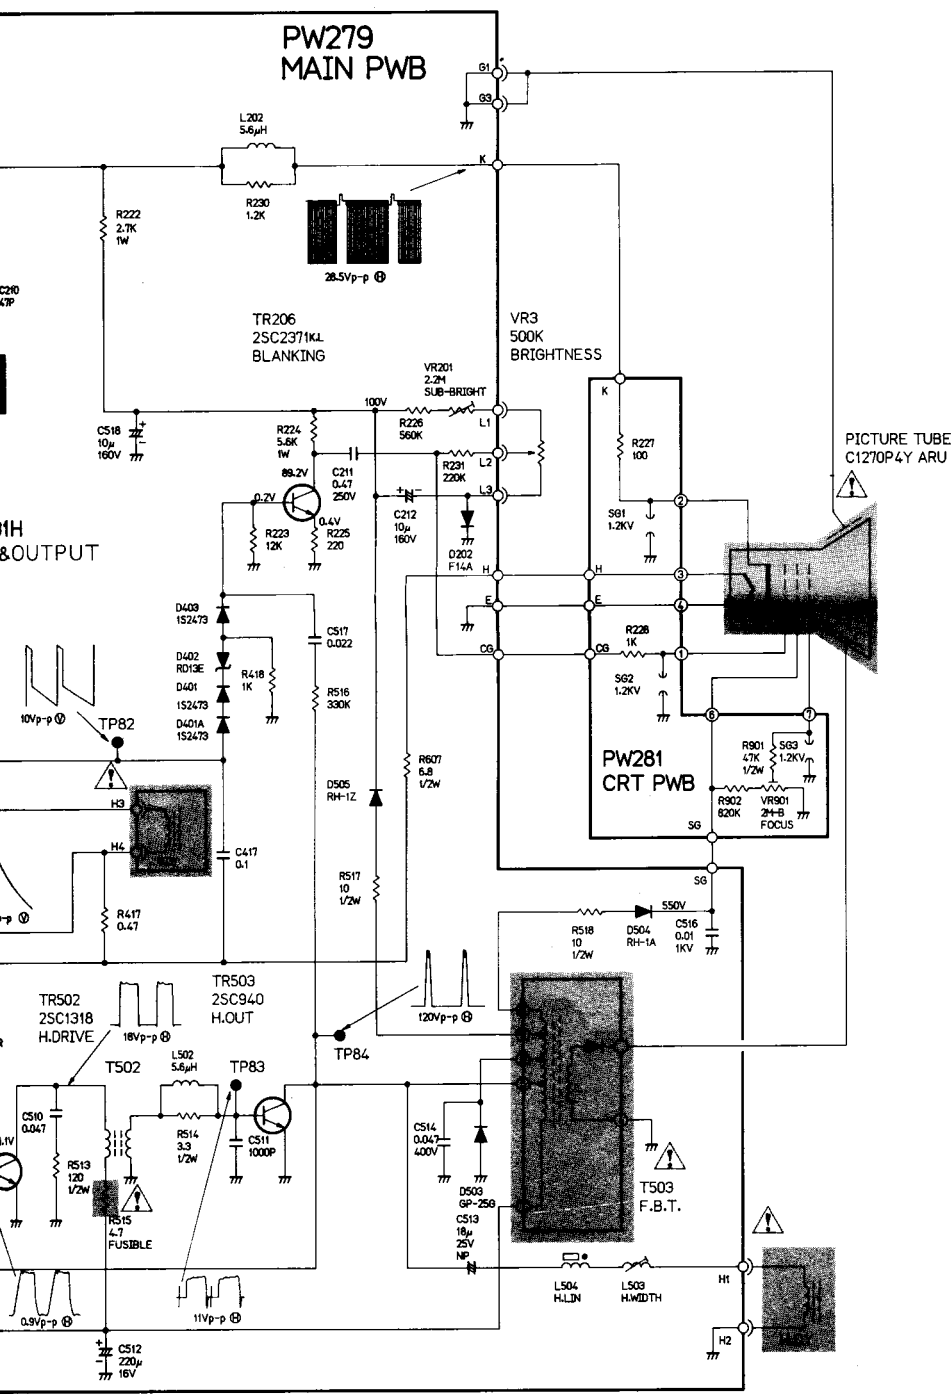 PW279
MAIN PWB
G1
G3
L202
5.6μH
K
R230
1.2K
R222
2.7K
1W
28.5Vp-p Ⓗ
C210
47P
TR206
2SC2371K.L
BLANKING
VR3
500K
BRIGHTNESS
VR201
2.2M
SUB-BRIGHT
100V
L1
K
C518
10μ
160V
R224
5.6K
1W
R226
560K
R227
100
PICTURE TUBE
C1270P4Y ARU
89.2V
C211
0.47
250V
R231
220K
L2
L3
0.2V
0.4V
C212
10μ
160V
SG1
1.2KV
2
R223
12K
R225
220
D202
F14A
&OUTPUT
H
H
3
E
E
4
D403
1S2473
C517
0.022
CG
CG
R228
1K
1
D402
RD13E
R418
1K
SG2
1.2KV
D401
1S2473
R516
330K
10Vp-p Ⓥ
TP82
D401A
1S2473
6
7
R607
6.8
1/2W
PW281
CRT PWB
R901
47K
1/2W
SG3
1.2KV
D505
RH-1Z
R902
820K
VR901
2M-B
FOCUS
H3
H4
SG
C417
0.1
R517
10
1/2W
SG
R417
0.47
p-p Ⓥ
550V
R518
10
1/2W
D504
RH-1A
C516
0.01
1KV
TR502
2SC1318
H.DRIVE
TR503
2SC940
H.OUT
18Vp-p Ⓗ
120Vp-p Ⓗ
TP84
T502
L502
5.6μH
TP83
C510
0.047
R514
3.3
1/2W
C511
1000P
C514
0.047
400V
R513
120
1/2W
D503
GP-25G
T503
F.B.T.
R515
4.7
FUSIBLE
C513
18μ
25V
NP
L504
H.LIN
L503
H.WIDTH
H1
0.9Vp-p Ⓗ
11Vp-p Ⓗ
H2
C512
220μ
16V